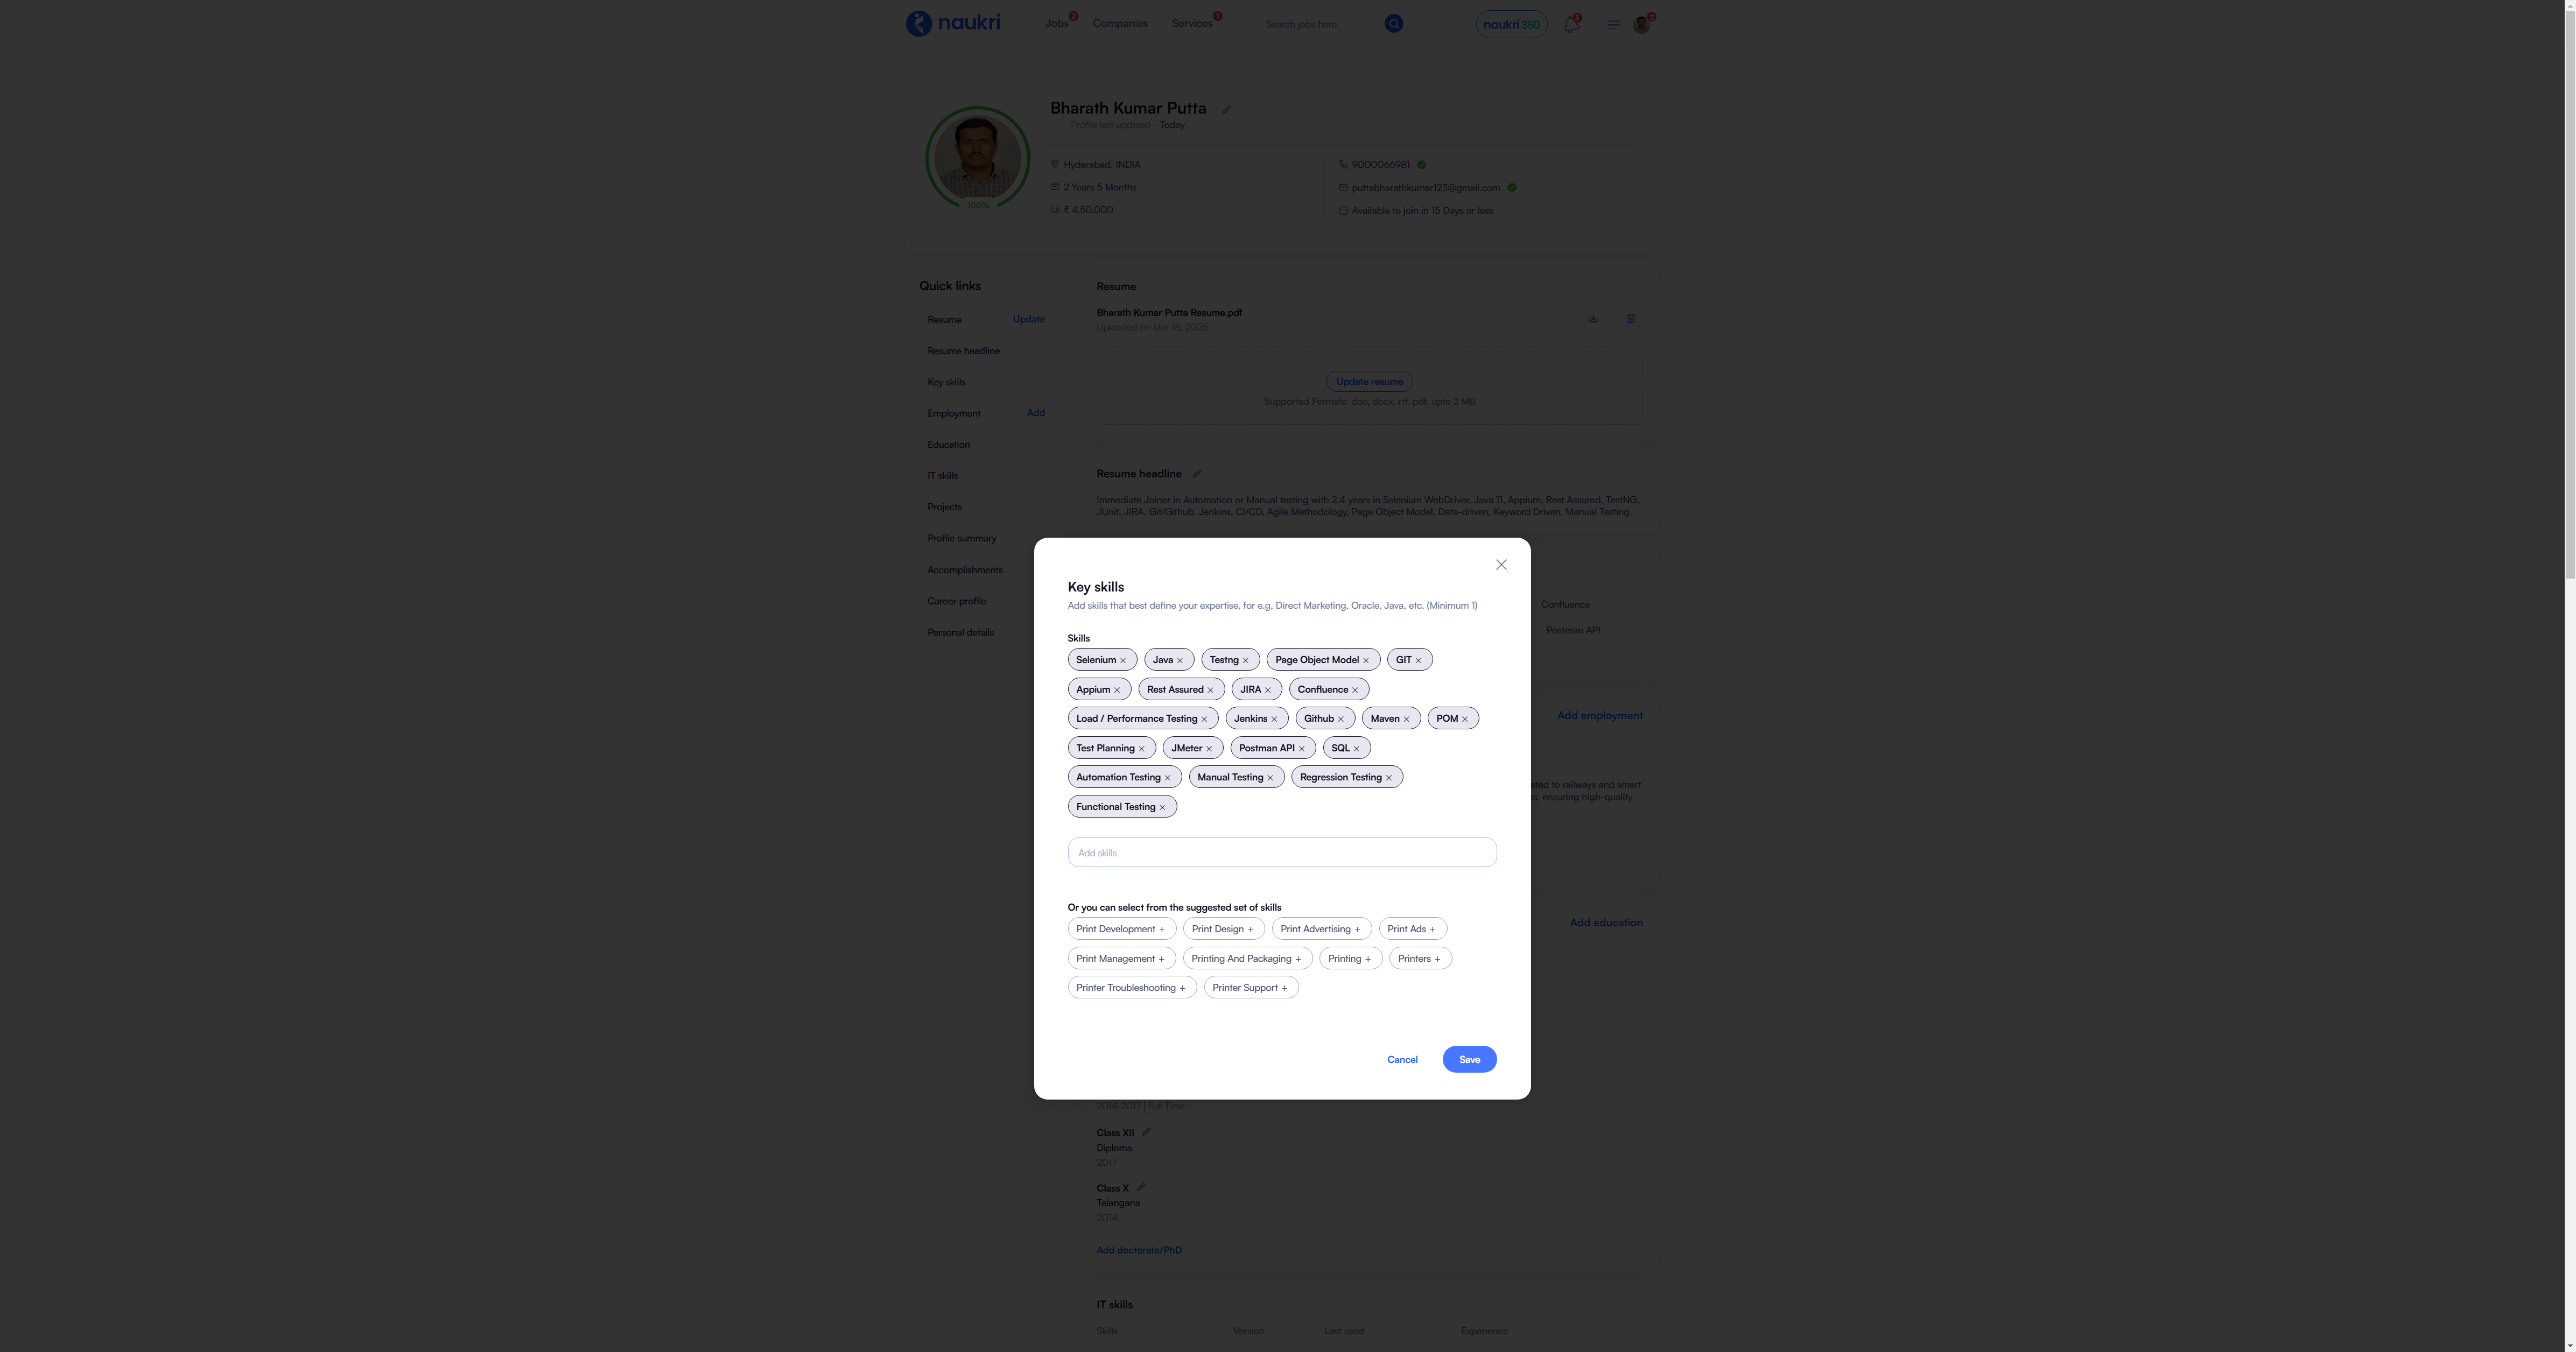 naukri
Jobs 2 Companies Services 1 Search jobs here naukri 360 3 2
Bharath Kumar Putta
Profile last updated - Today
Hyderabad, INDIA 9000066981
2 Years 5 Months puttabharathkumar123@gmail.com
₹ 4,50,000 Available to join in 15 Days or less
100%
Quick links
Resume Update
Resume headline
Key skills
Employment Add
Education
IT skills
Projects
Profile summary
Accomplishments
Career profile
Personal details
Resume
Bharath Kumar Putta Resume.pdf
Uploaded on Mar 18, 2025
Update resume
Supported Formats: doc, docx, rtf, pdf, upto 2 MB
Resume headline
Immediate Joiner in Automation or Manual testing with 2.4 years in Selenium WebDriver, Java 11, Appium, Rest Assured, TestNG,
JUnit, JIRA, Git/Github, Jenkins, CI/CD, Agile Methodology, Page Object Model, Data-driven, Keyword Driven, Manual Testing.
Key skills
Add skills that best define your expertise, for e.g, Direct Marketing, Oracle, Java, etc. (Minimum 1)
Skills
Selenium Java Testng Page Object Model GIT
Appium Rest Assured JIRA Confluence
Load / Performance Testing Jenkins Github Maven POM
Test Planning JMeter Postman API SQL
Automation Testing Manual Testing Regression Testing
Functional Testing
Add skills
Or you can select from the suggested set of skills
Print Development + Print Design + Print Advertising + Print Ads +
Print Management + Printing And Packaging + Printing + Printers +
Printer Troubleshooting + Printer Support +
Cancel Save
Confluence
Postman API
Add employment
ated to railways and smart
s, ensuring high-quality
Add education
2014-2017 | Full Time
Class XII
Diploma
2017
Class X
Telangana
2014
Add doctorate/PhD
IT skills
Skills Version Last used Experience